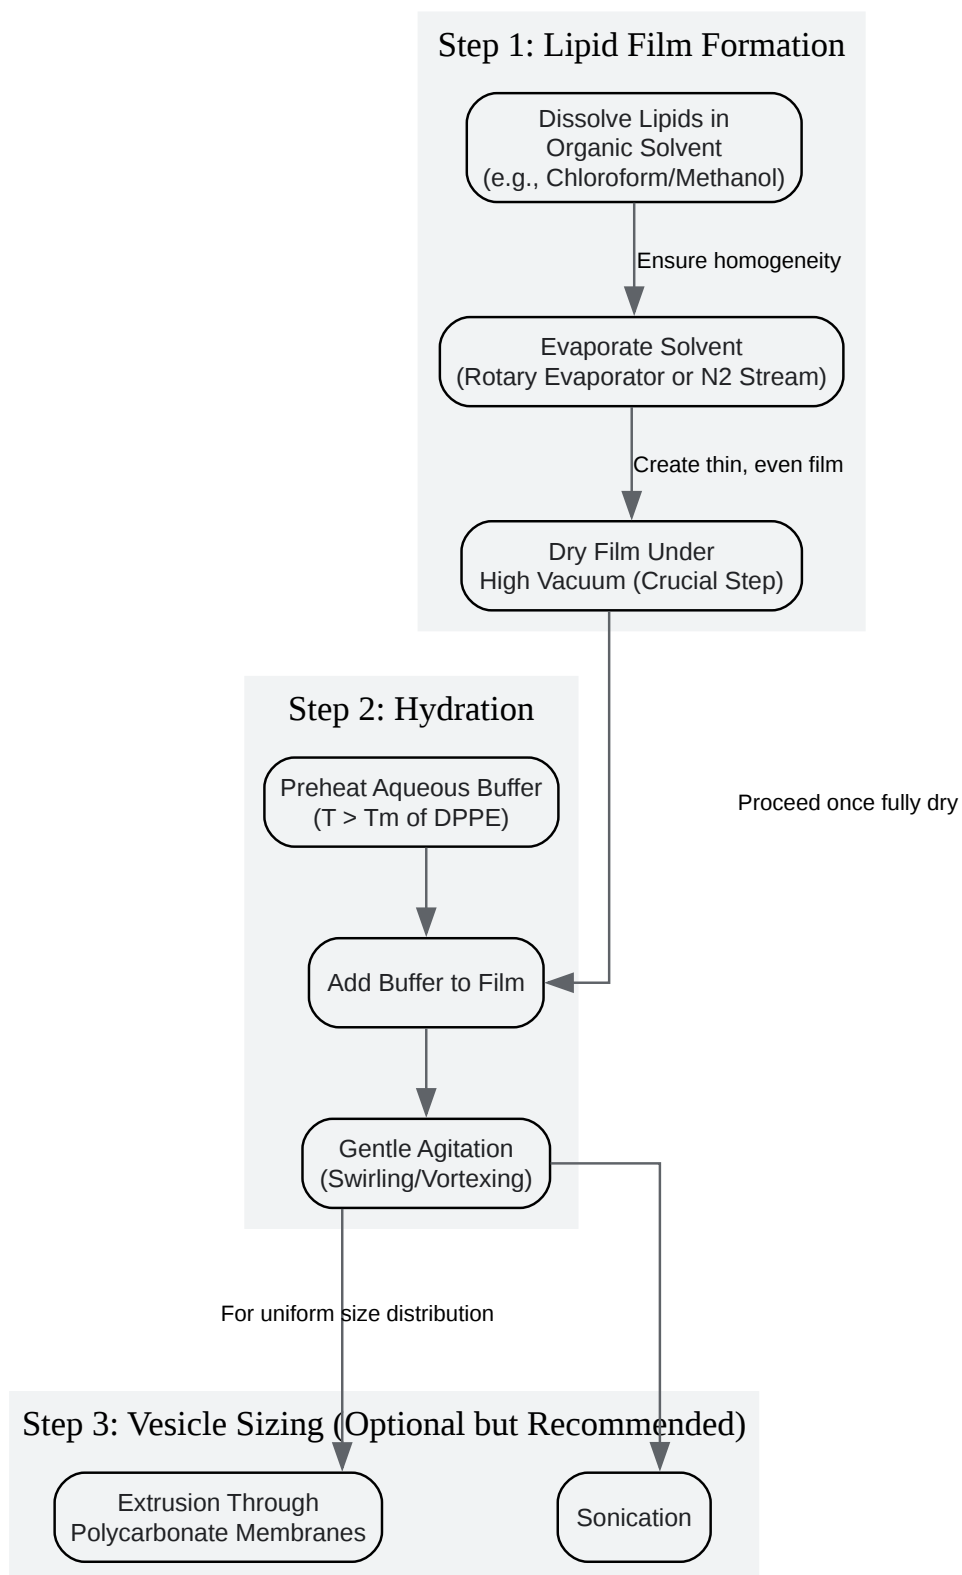 Step 1: Lipid Film Formation
Dissolve Lipids in
Organic Solvent
(e.g., Chloroform/Methanol)
Ensure homogeneity
Evaporate Solvent
(Rotary Evaporator or N2 Stream)
Create thin, even film
Dry Film Under
High Vacuum (Crucial Step)
Step 2: Hydration
Preheat Aqueous Buffer
(T > Tm of DPPE)
Proceed once fully dry
Add Buffer to Film
Gentle Agitation
(Swirling/Vortexing)
For uniform size distribution
Step 3: Vesicle Sizing (Optional but Recommended)
Extrusion Through
Polycarbonate Membranes
Sonication